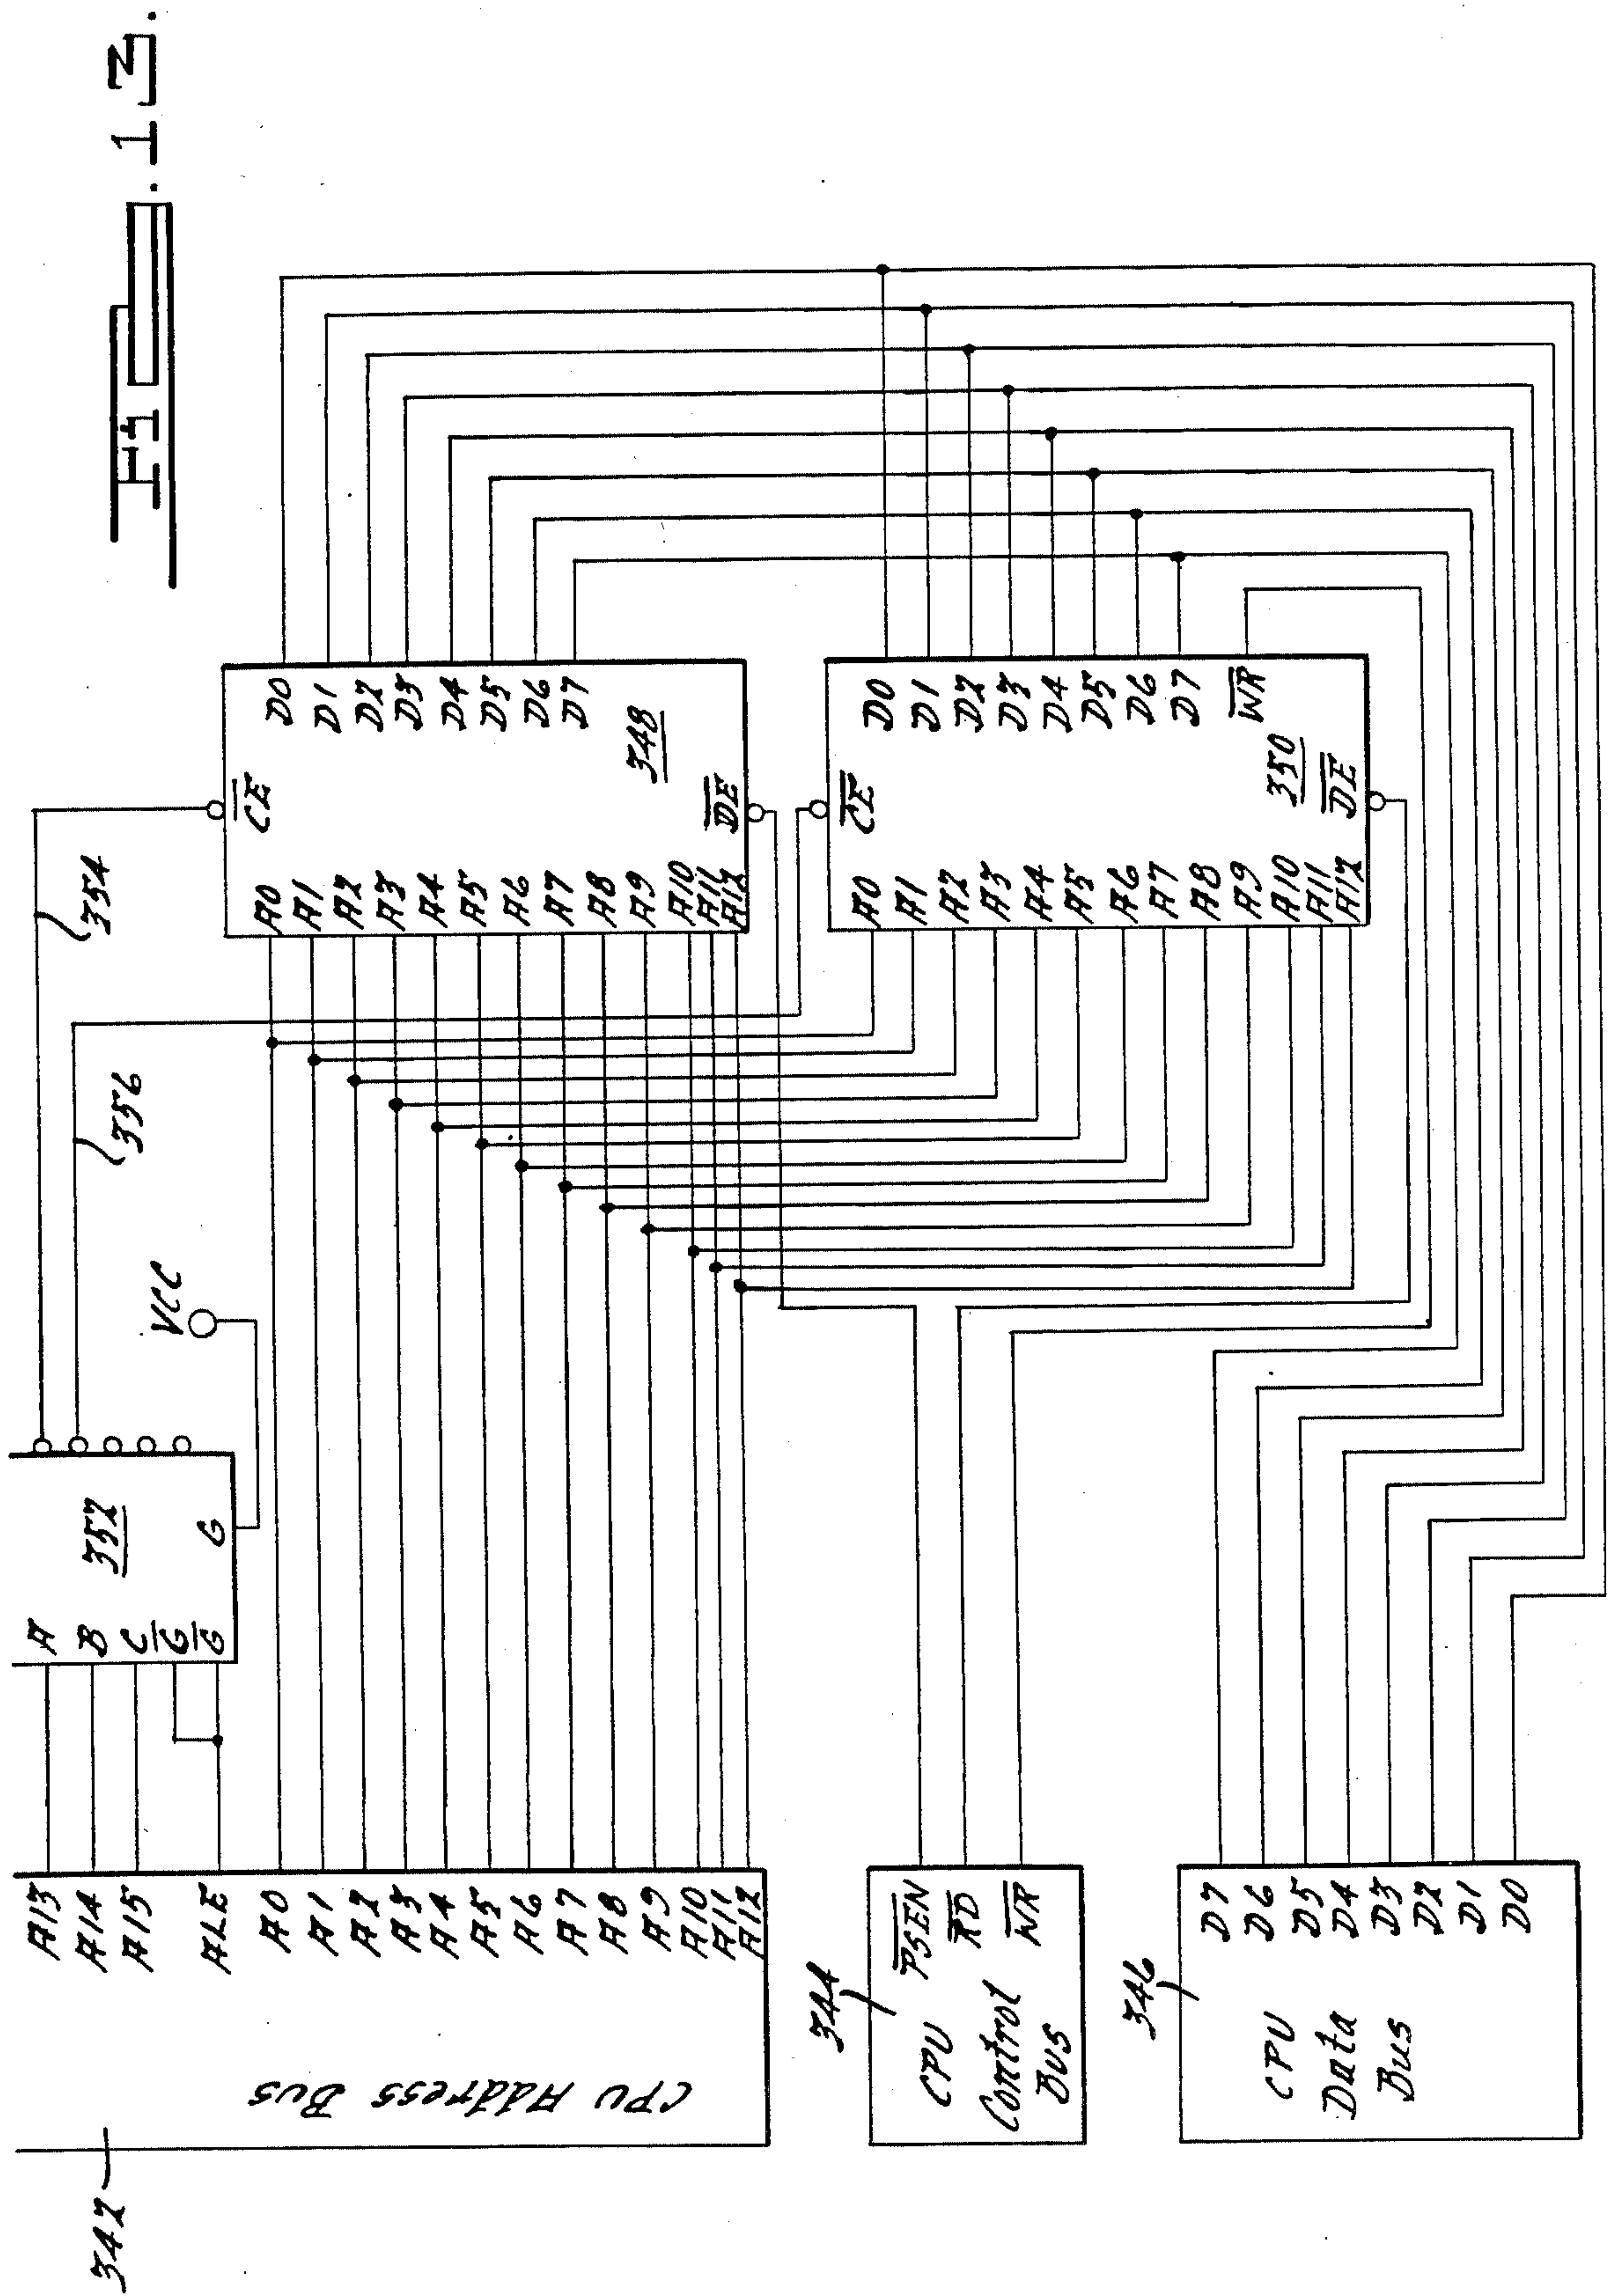 Fig. 13.
342
A13
A14
A15
ALE
A0
A1
A2
A3
A4
A5
A6
A7
A8
A9
A10
A11
A12
CPU Address Bus
A
B
C
G
G
352
G
VCC
354
356
CE
A0
A1
A2
A3
A4
A5
A6
A7
A8
A9
A10
A11
A12
D0
D1
D2
D3
D4
D5
D6
D7
348
DE
CE
A0
A1
A2
A3
A4
A5
A6
A7
A8
A9
A10
A11
A12
D0
D1
D2
D3
D4
D5
D6
D7
WR
350
DE
344
CPU
Control
Bus
PSEN
RD
WR
346
CPU
Data
Bus
D7
D6
D5
D4
D3
D2
D1
D0